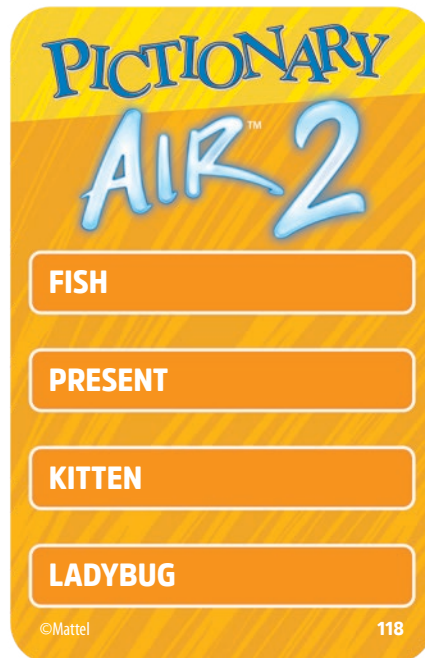 PICTIONARY
AIR™ 2
FISH
PRESENT
KITTEN
LADYBUG
©Mattel 118